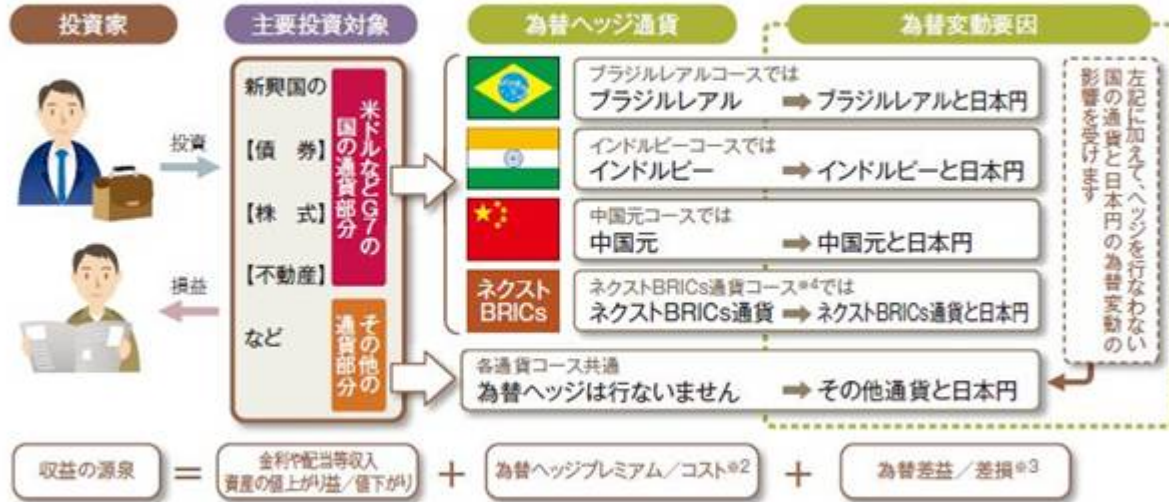 投資家
主要投資対象
為替ヘッジ通貨
為替変動要因
投資
損益
新興国の
【債 券】
【株 式】
【不動産】
など
米ドルなどG7の
国の通貨部分
その他の
通貨部分
ブラジルレアルコースでは
ブラジルレアル ➡ ブラジルレアルと日本円
インドルピーコースでは
インドルピー ➡ インドルピーと日本円
中国元コースでは
中国元 ➡ 中国元と日本円
ネクスト
BRICs
ネクストBRICs通貨コース※4では
ネクストBRICs通貨 ➡ ネクストBRICs通貨と日本円
各通貨コース共通
為替ヘッジは行ないません ➡ その他通貨と日本円
左記に加えて、ヘッジを行なわない
国の通貨と日本円の為替変動の
影響を受けます
収益の源泉
=
金利や配当等収入
資産の値上がり益/値下がり
+
為替ヘッジプレミアム/コスト※2
+
為替差益/差損※3